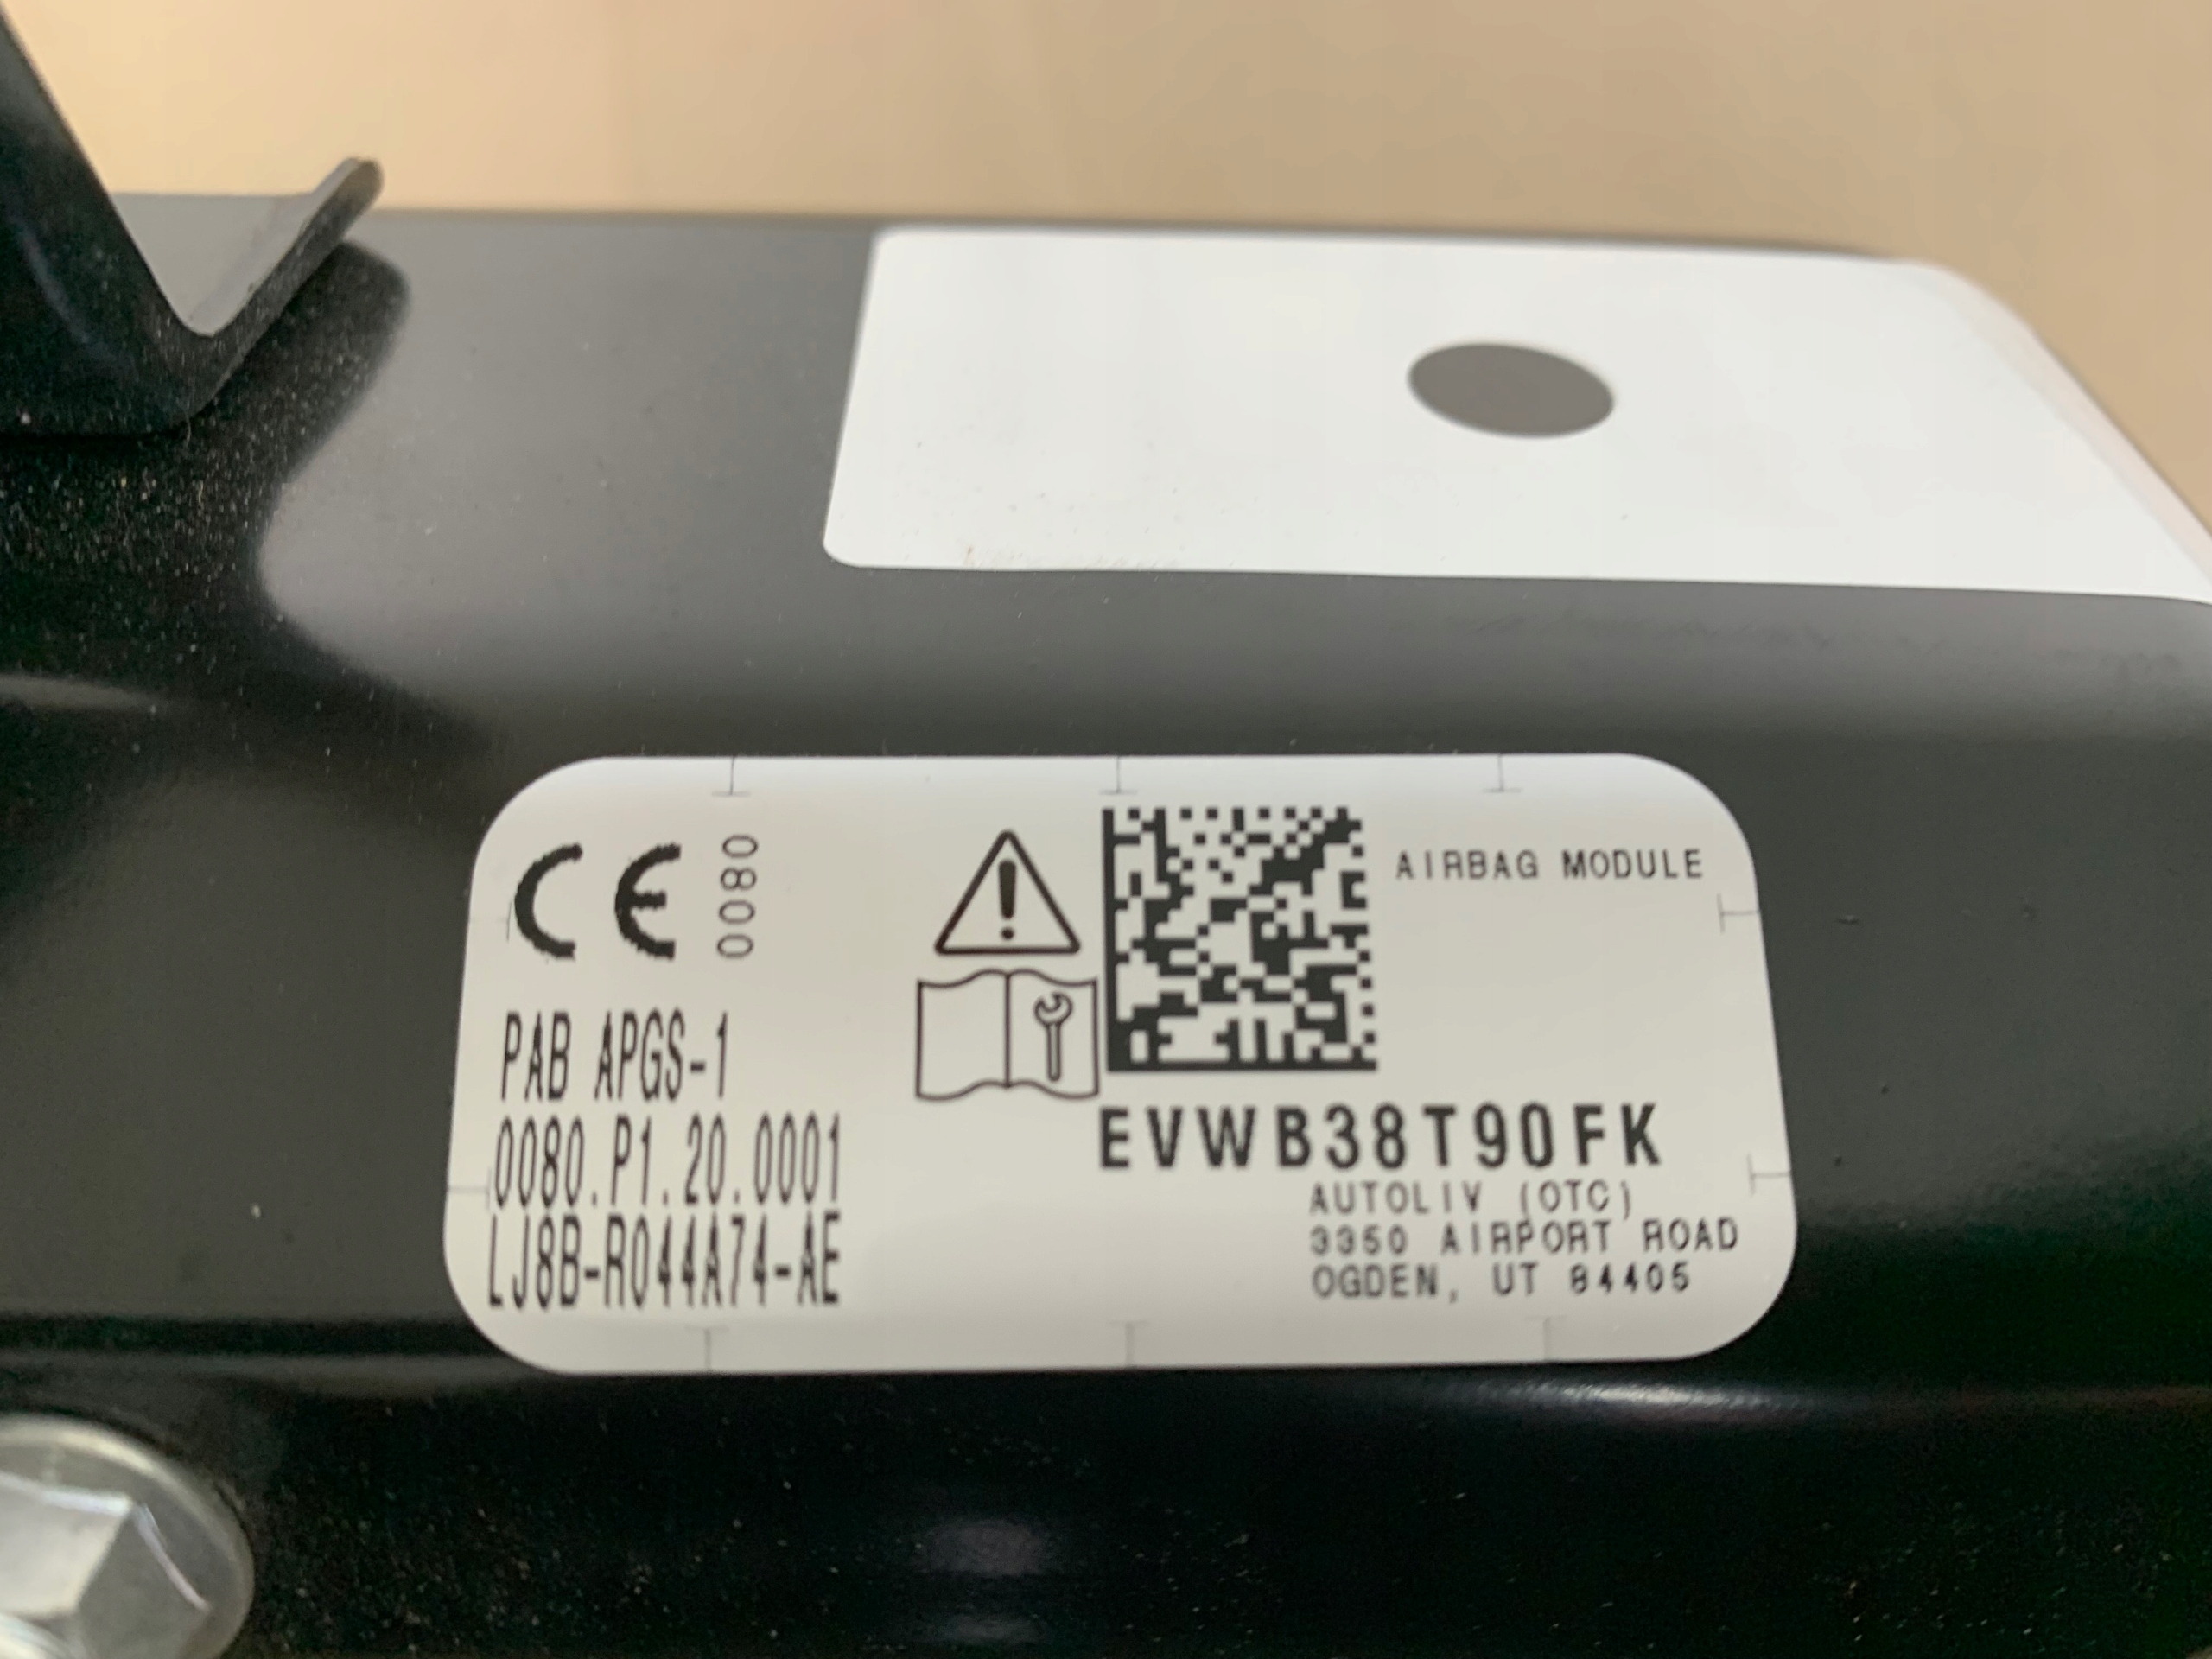 CE 0080
AIRBAG MODULE
PAB APGS-1
0080.P1.20.0001
LJ8B-R044A74-AE
EVWB38T90FK
AUTOLIV (OTC)
3350 AIRPORT ROAD
OGDEN, UT 84405